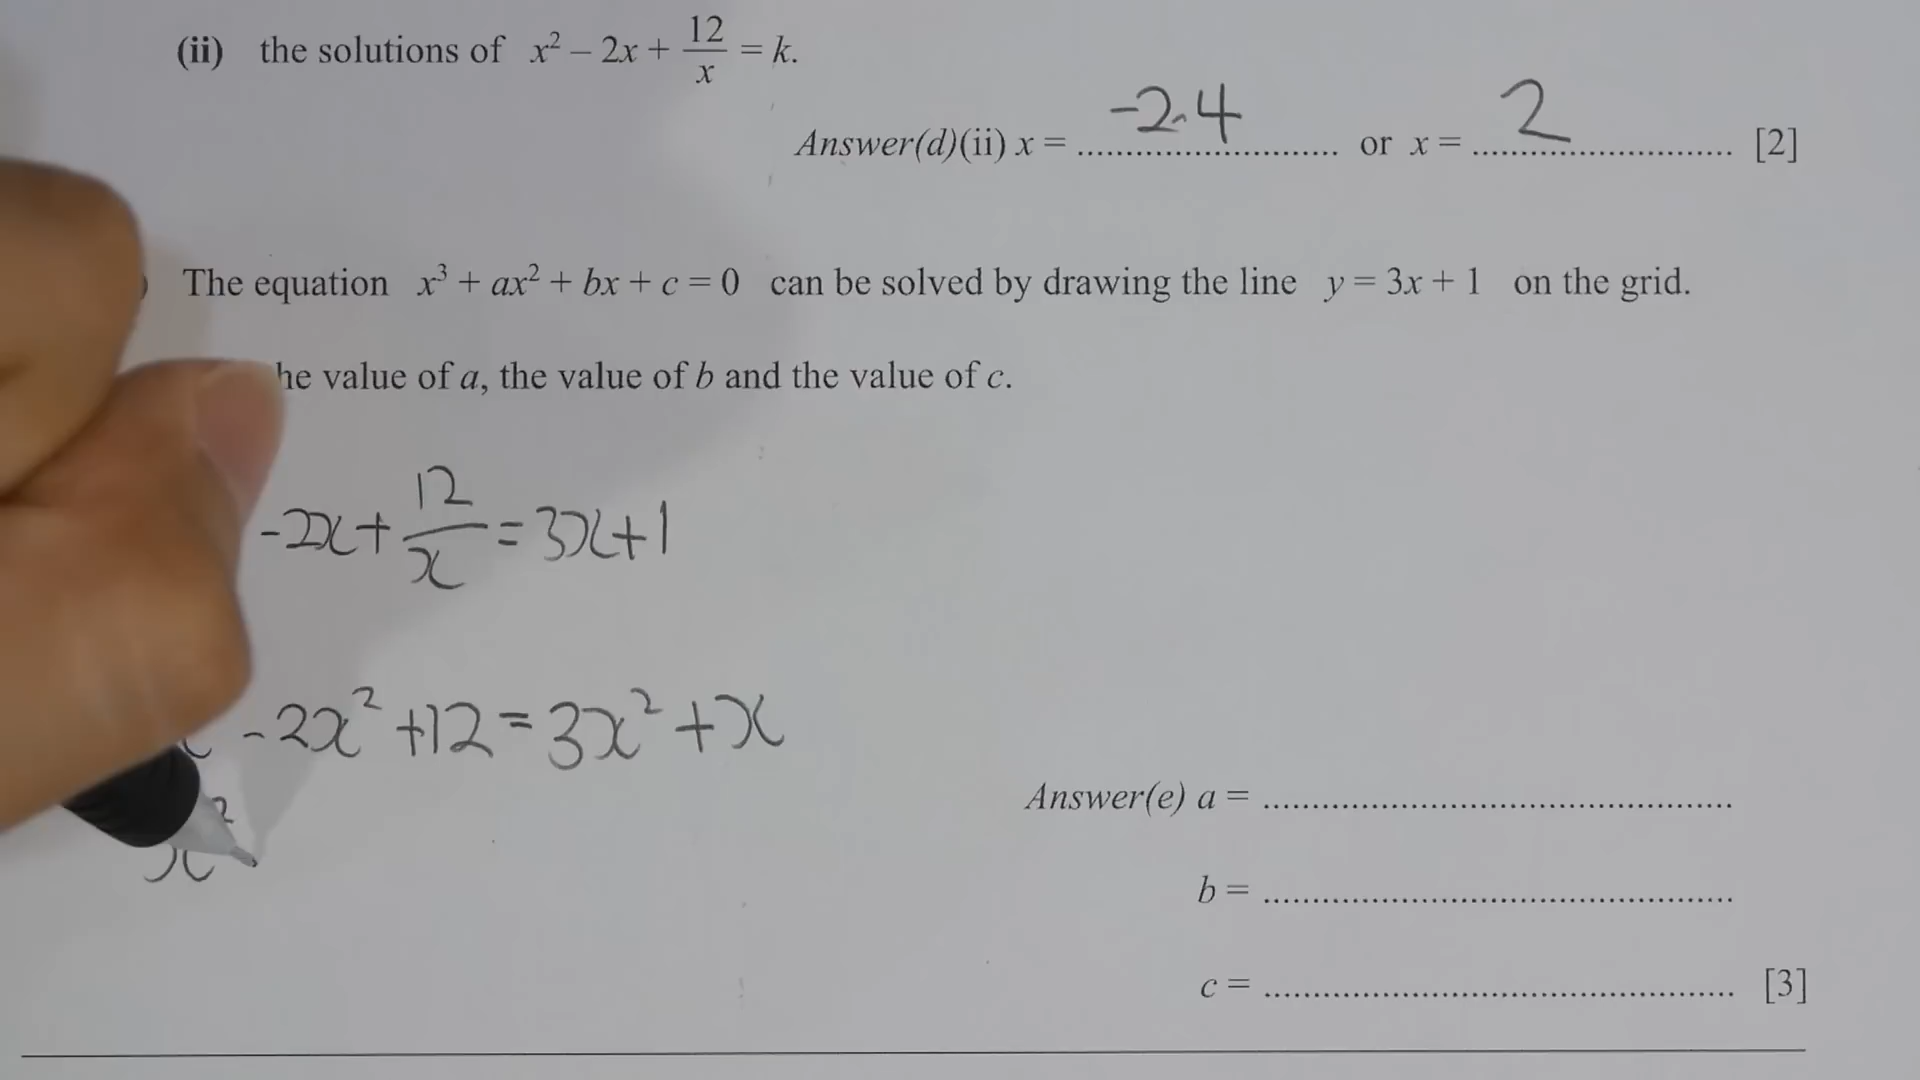 (ii) the solutions of x² – 2x + 12/x = k.
-2.4 2
Answer(d)(ii) x = .......................... or x = .......................... [2]
) The equation x³ + ax² + bx + c = 0 can be solved by drawing the line y = 3x + 1 on the grid.
he value of a, the value of b and the value of c.
-2x + 12/x = 3x + 1
-2x² + 12 = 3x² + x
Answer(e) a = ................................................
x
b = ................................................
c = ................................................ [3]